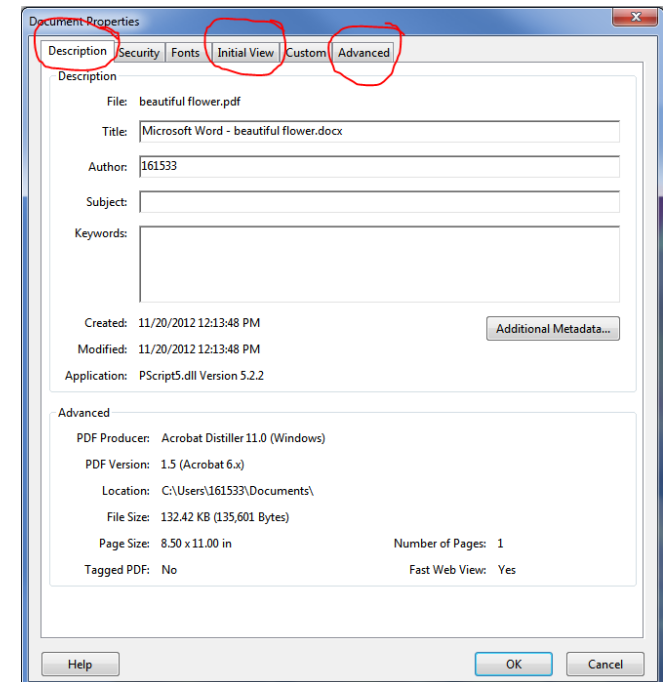 Document Properties
Description Security Fonts Initial View Custom Advanced
Description
File: beautiful flower.pdf
Title: Microsoft Word - beautiful flower.docx
Author: 161533
Subject:
Keywords:
Created: 11/20/2012 12:13:48 PM
Additional Metadata...
Modified: 11/20/2012 12:13:48 PM
Application: PScript5.dll Version 5.2.2
Advanced
PDF Producer: Acrobat Distiller 11.0 (Windows)
PDF Version: 1.5 (Acrobat 6.x)
Location: C:\Users\161533\Documents\
File Size: 132.42 KB (135,601 Bytes)
Page Size: 8.50 x 11.00 in Number of Pages: 1
Tagged PDF: No Fast Web View: Yes
Help OK Cancel